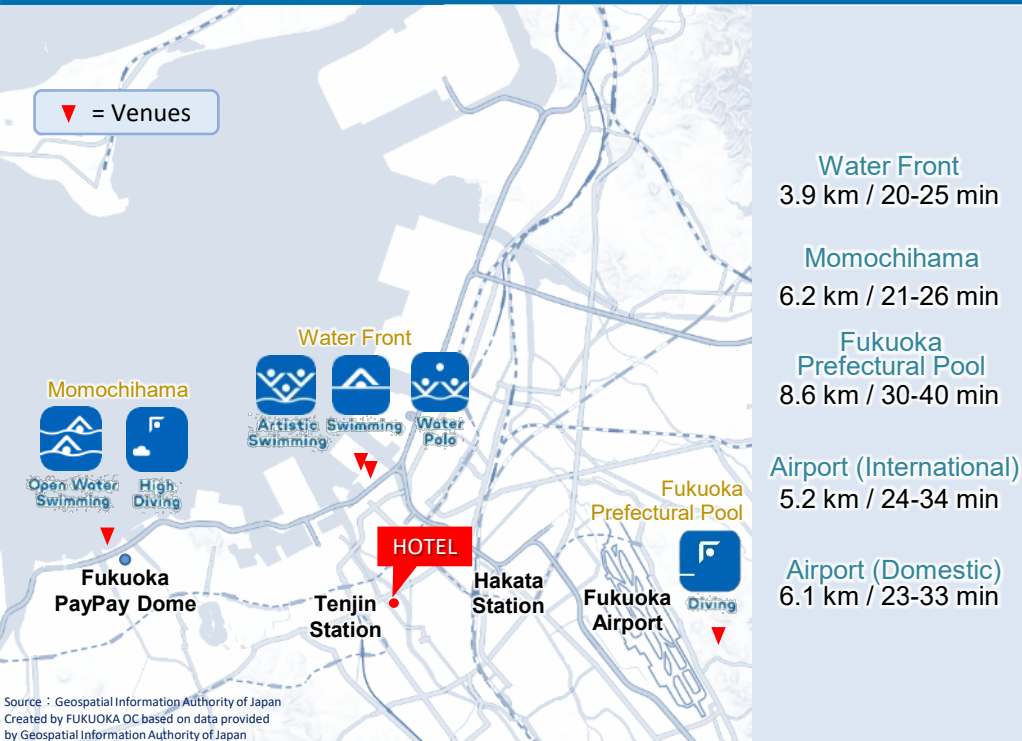 = Venues
Water Front
Artistic
Swimming
Swimming
Water
Polo
Momochihama
Open Water
Swimming
High
Diving
Fukuoka
Prefectural Pool
Diving
HOTEL
Fukuoka
PayPay Dome
Tenjin
Station
Hakata
Station
Fukuoka
Airport
Source：Geospatial Information Authority of Japan
Created by FUKUOKA OC based on data provided
by Geospatial Information Authority of Japan
Water Front
3.9 km / 20-25 min
Momochihama
6.2 km / 21-26 min
Fukuoka
Prefectural Pool
8.6 km / 30-40 min
Airport (International)
5.2 km / 24-34 min
Airport (Domestic)
6.1 km / 23-33 min